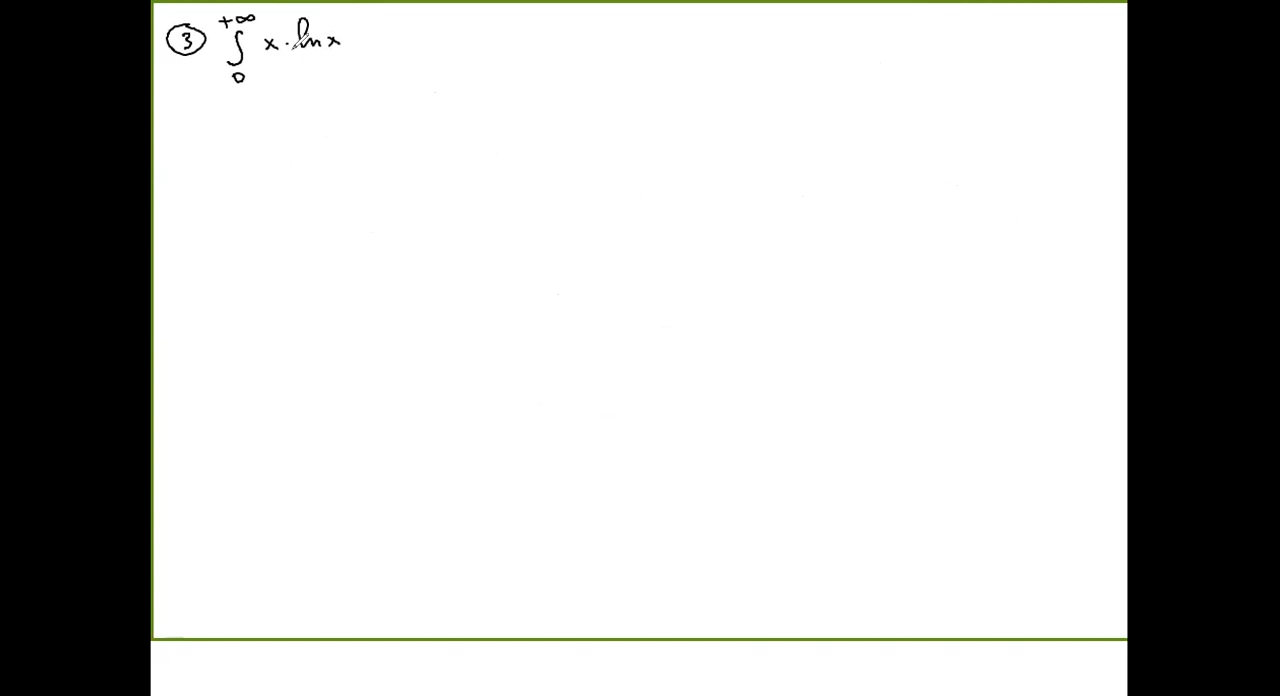 ③ ∫₀^{+∞} x · ln x